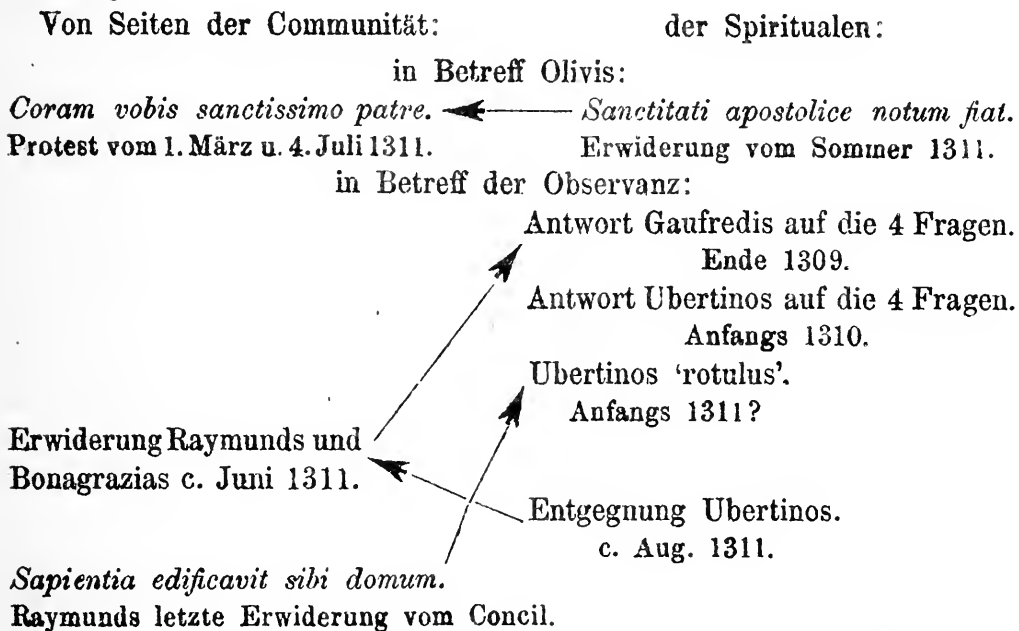 Von Seiten der Communität: der Spiritualen:
in Betreff Olivis:
Coram vobis sanctissimo patre. Sanctitati apostolice notum fiat.
Protest vom 1. März u. 4. Juli 1311. Erwiderung vom Sommer 1311.
in Betreff der Observanz:
Antwort Gaufredis auf die 4 Fragen.
Ende 1309.
Antwort Ubertinos auf die 4 Fragen.
Anfangs 1310.
Ubertinos ‘rotulus’.
Anfangs 1311?
Erwiderung Raymunds und
Bonagrazias c. Juni 1311.
Entgegnung Ubertinos.
c. Aug. 1311.
Sapientia edificavit sibi domum.
Raymunds letzte Erwiderung vom Concil.